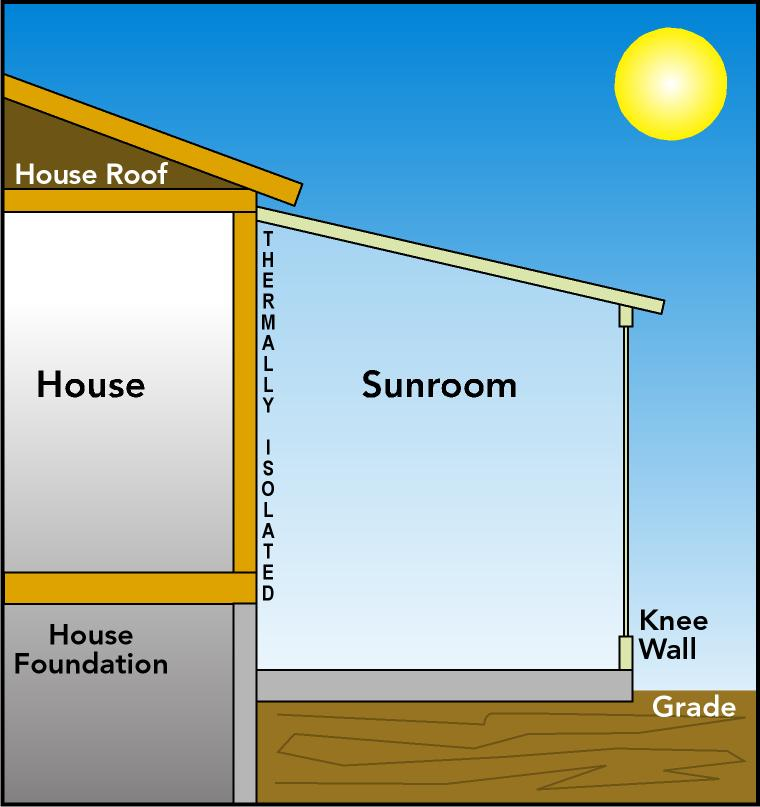 House Roof
THERMALLY ISOLATED
House
Sunroom
House
Foundation
Knee
Wall
Grade